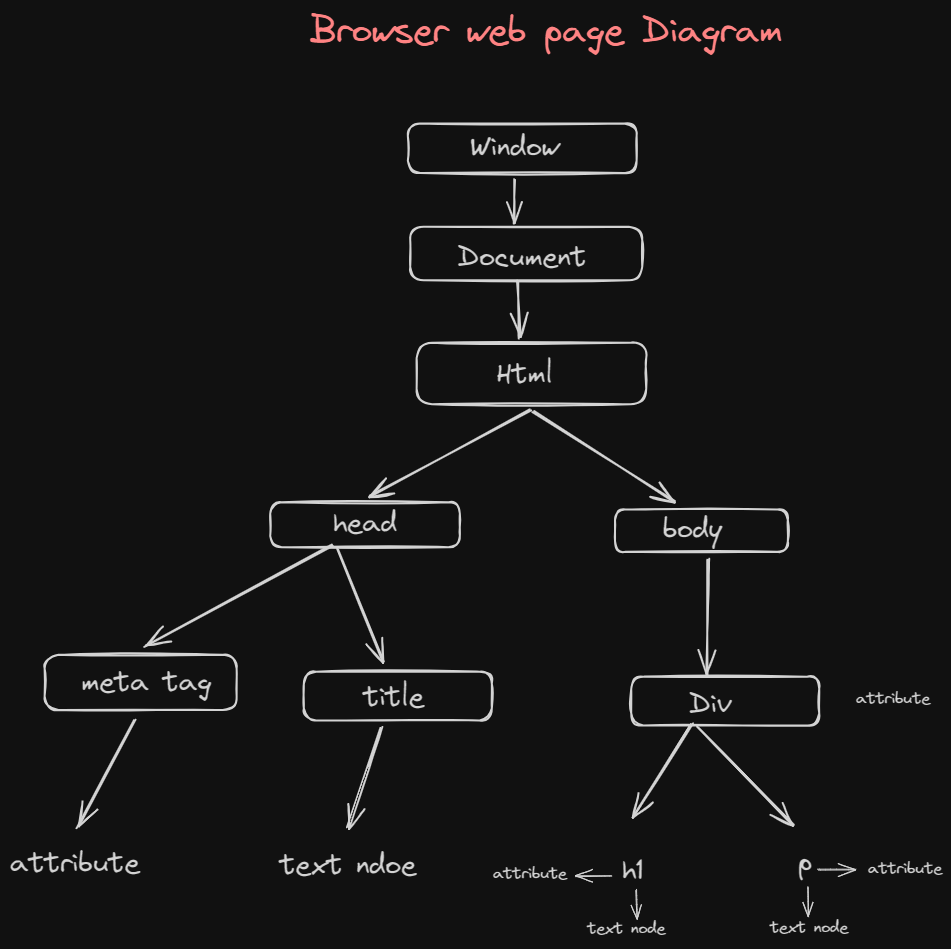 Browser web page Diagram
Window
Document
Html
head
body
meta tag
title
Div
attribute
attribute
text ndoe
attribute
h1
p
attribute
text node
text node